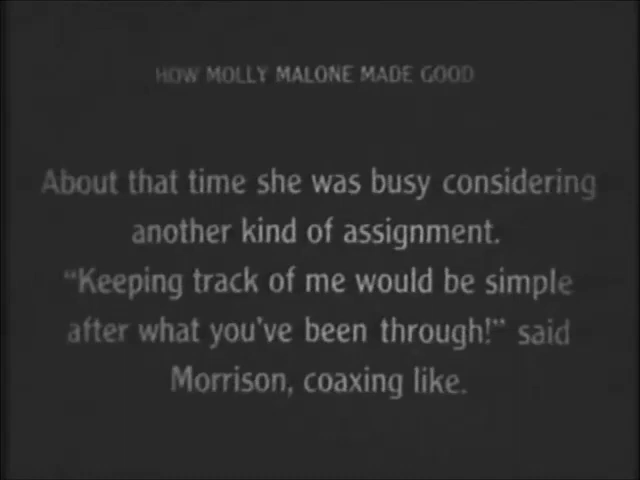 HOW MOLLY MALONE MADE GOOD
About that time she was busy considering
another kind of assignment.
“Keeping track of me would be simple
after what you've been through!” said
Morrison, coaxing like.